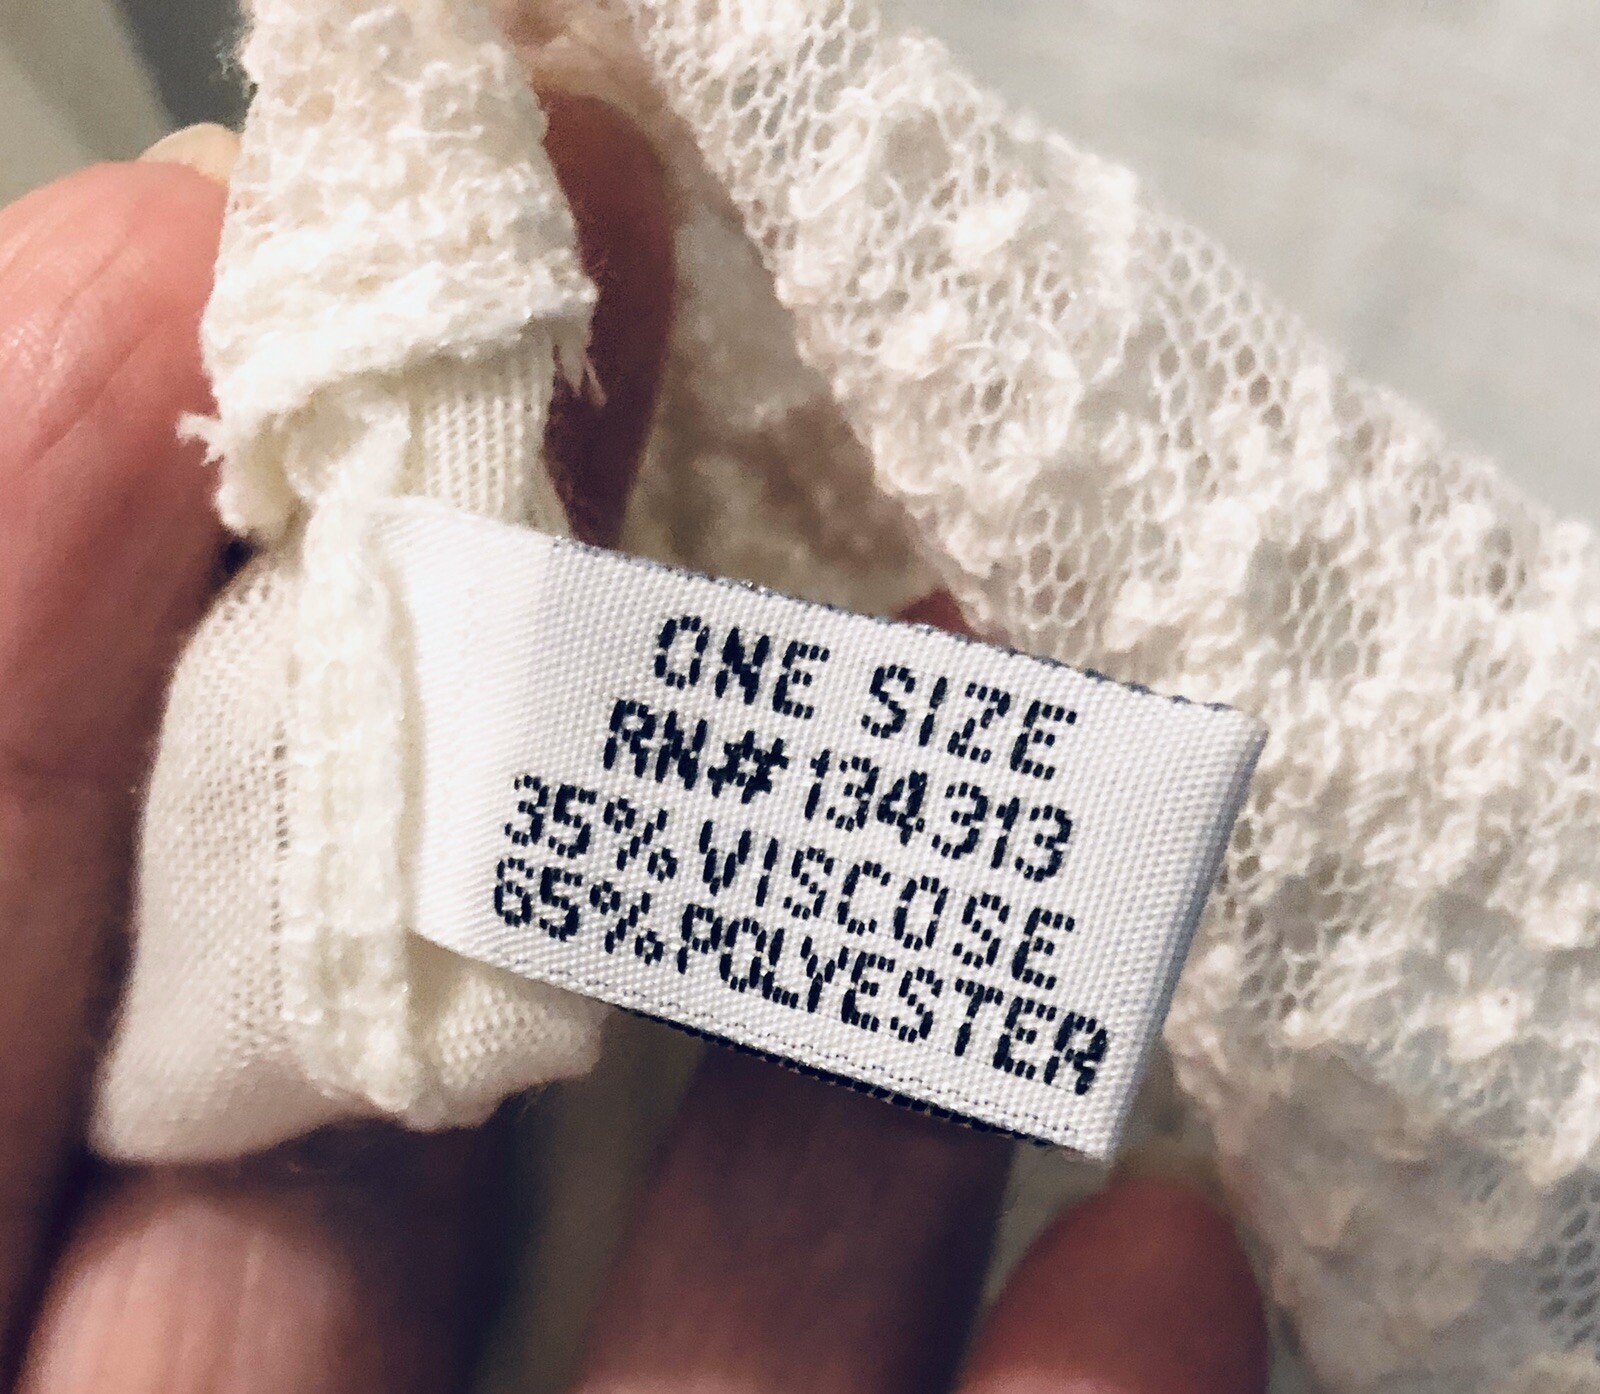 ONE SIZE
RN# 134313
35% VISCOSE
65% POLYESTER